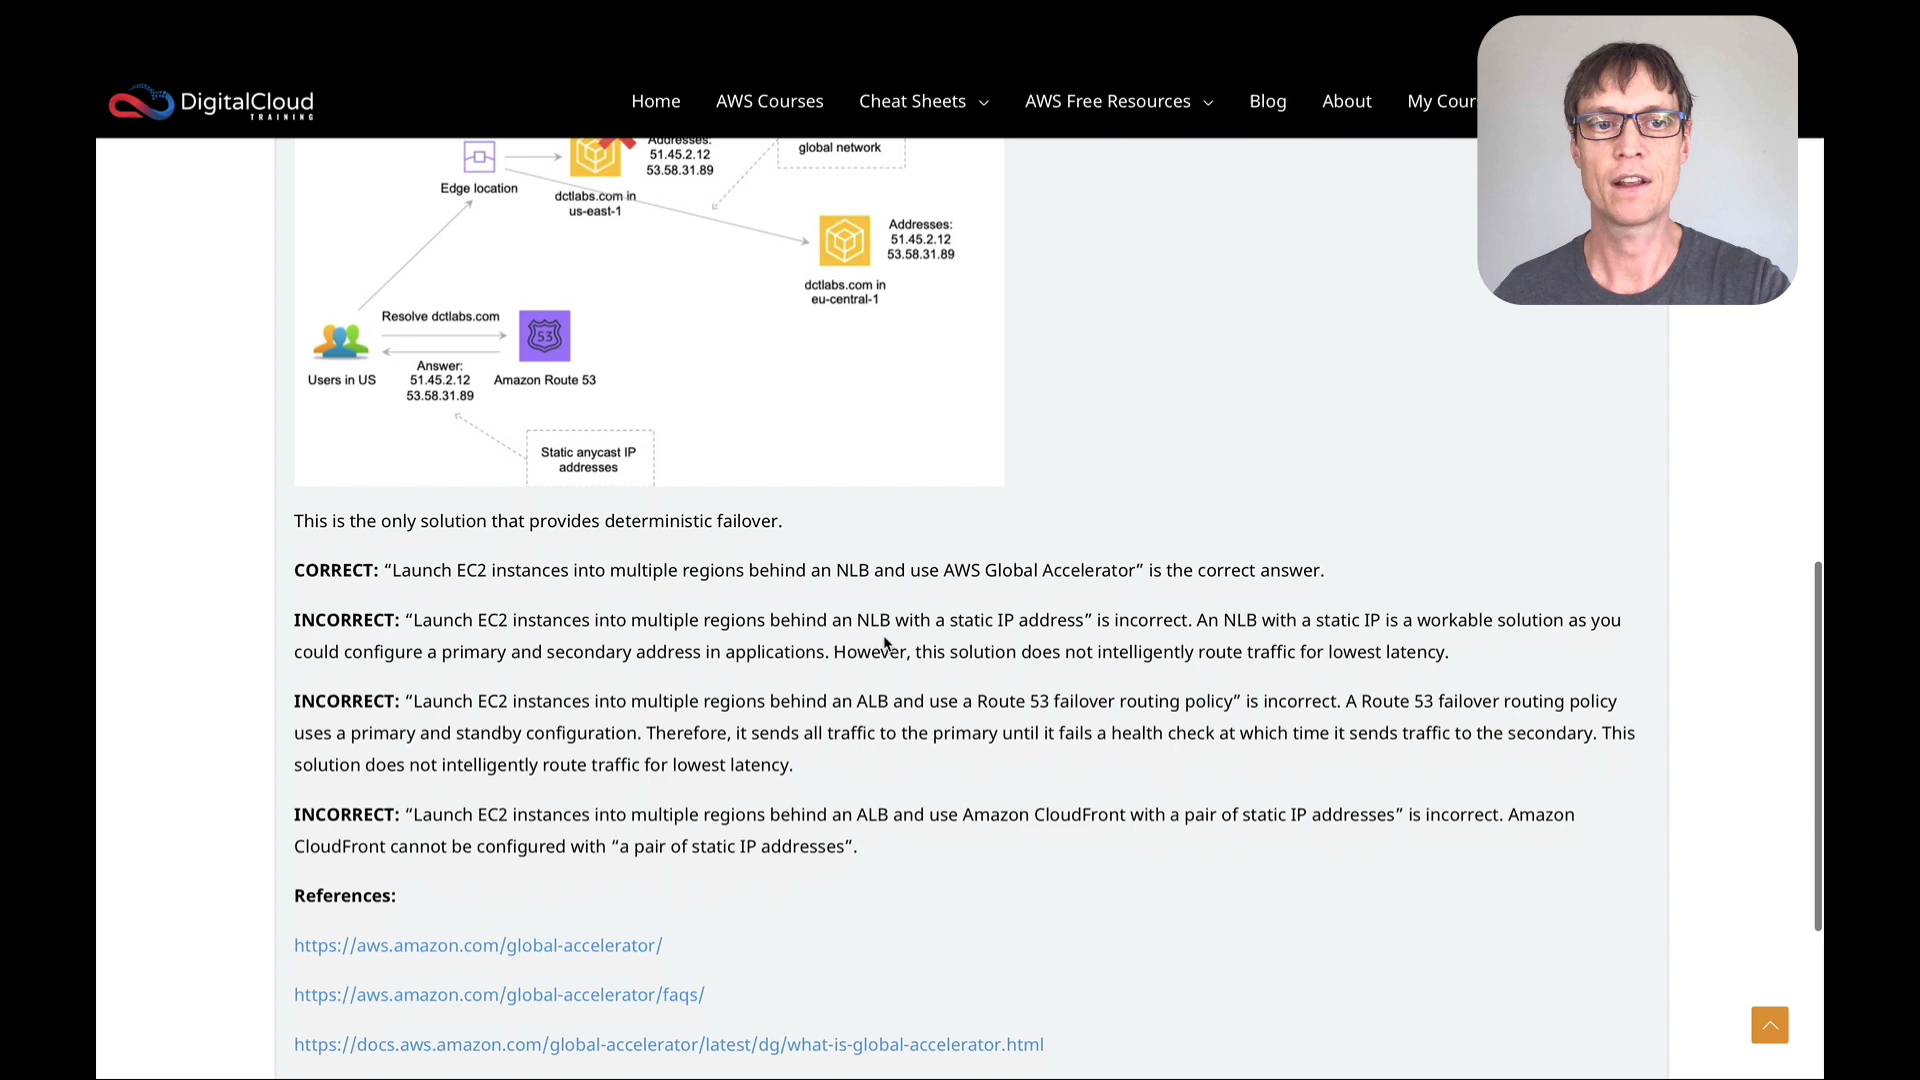 DigitalCloud
TRAINING
Home
AWS Courses
Cheat Sheets
AWS Free Resources
Blog
About
My Cour
Addresses:
51.45.2.12
53.58.31.89
global network
Edge location
dctlabs.com in
us-east-1
Addresses:
51.45.2.12
53.58.31.89
dctlabs.com in
eu-central-1
Resolve dctlabs.com
53
Users in US
Answer:
51.45.2.12
53.58.31.89
Amazon Route 53
Static anycast IP
addresses
This is the only solution that provides deterministic failover.
CORRECT: “Launch EC2 instances into multiple regions behind an NLB and use AWS Global Accelerator” is the correct answer.
INCORRECT: “Launch EC2 instances into multiple regions behind an NLB with a static IP address” is incorrect. An NLB with a static IP is a workable solution as you
could configure a primary and secondary address in applications. However, this solution does not intelligently route traffic for lowest latency.
INCORRECT: “Launch EC2 instances into multiple regions behind an ALB and use a Route 53 failover routing policy” is incorrect. A Route 53 failover routing policy
uses a primary and standby configuration. Therefore, it sends all traffic to the primary until it fails a health check at which time it sends traffic to the secondary. This
solution does not intelligently route traffic for lowest latency.
INCORRECT: “Launch EC2 instances into multiple regions behind an ALB and use Amazon CloudFront with a pair of static IP addresses” is incorrect. Amazon
CloudFront cannot be configured with “a pair of static IP addresses”.
References:
https://aws.amazon.com/global-accelerator/
https://aws.amazon.com/global-accelerator/faqs/
https://docs.aws.amazon.com/global-accelerator/latest/dg/what-is-global-accelerator.html